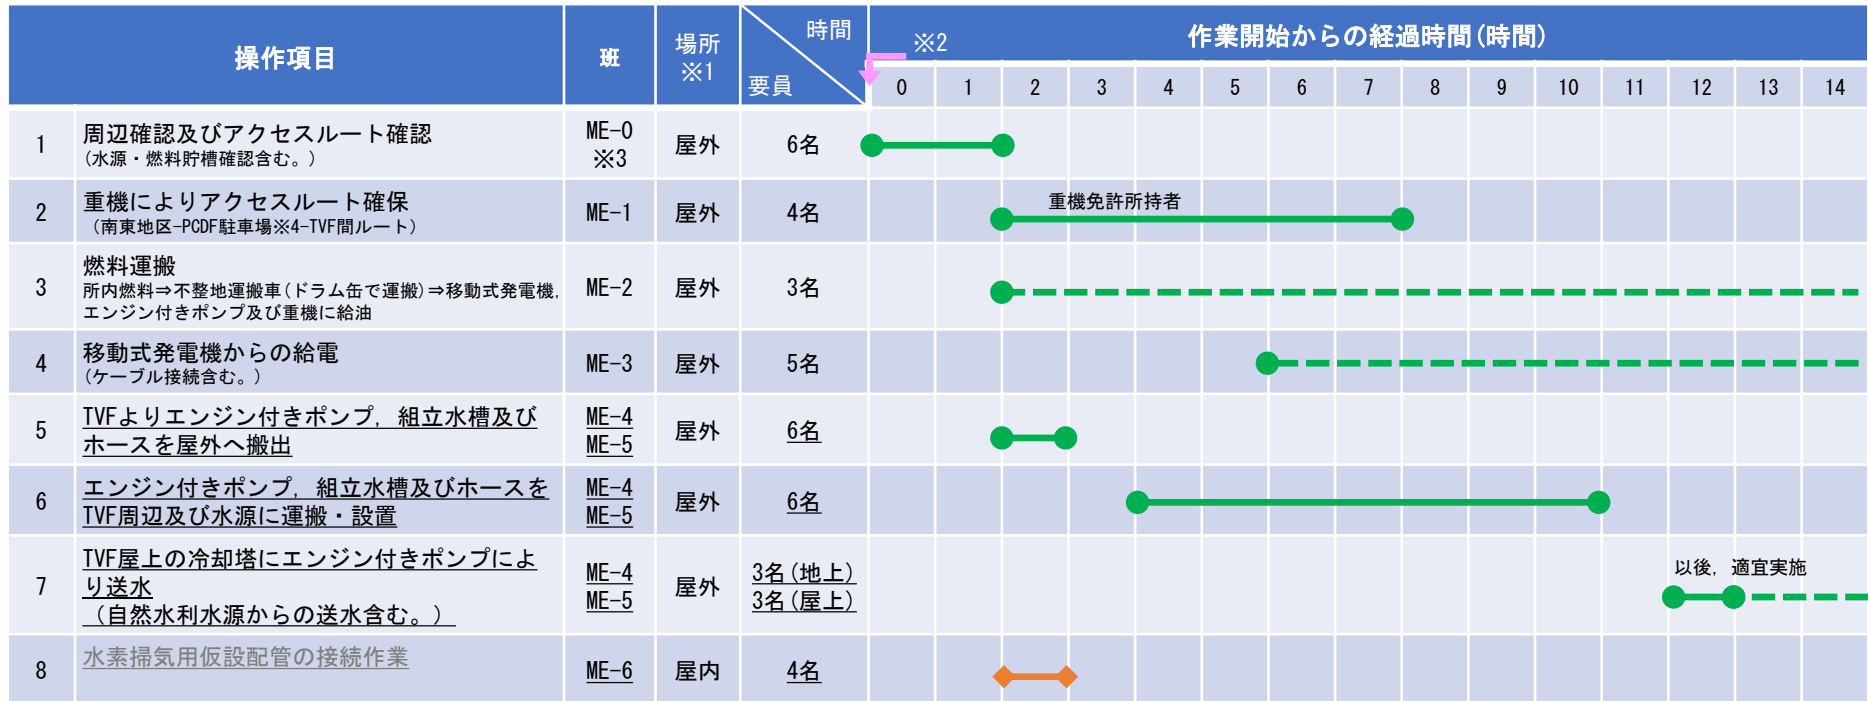 操作項目
班
場所
※1
時間
要員
※2
作業開始からの経過時間(時間)
0 1 2 3 4 5 6 7 8 9 10 11 12 13 14
1
周辺確認及びアクセスルート確認
(水源・燃料貯槽確認含む。)
ME-0
※3
屋外
6名
2
重機によりアクセスルート確保
(南東地区-PCDF駐車場※4-TVF間ルート)
ME-1
屋外
4名
重機免許所持者
3
燃料運搬
所内燃料⇒不整地運搬車(ドラム缶で運搬)⇒移動式発電機,
エンジン付きポンプ及び重機に給油
ME-2
屋外
3名
4
移動式発電機からの給電
(ケーブル接続含む。)
ME-3
屋外
5名
5
TVFよりエンジン付きポンプ, 組立水槽及び
ホースを屋外へ搬出
ME-4
ME-5
屋外
6名
6
エンジン付きポンプ, 組立水槽及びホースを
TVF周辺及び水源に運搬・設置
ME-4
ME-5
屋外
6名
7
TVF屋上の冷却塔にエンジン付きポンプによ
り送水
(自然水利水源からの送水含む。)
ME-4
ME-5
屋外
3名(地上)
3名(屋上)
以後, 適宜実施
8
水素掃気用仮設配管の接続作業
ME-6
屋内
4名